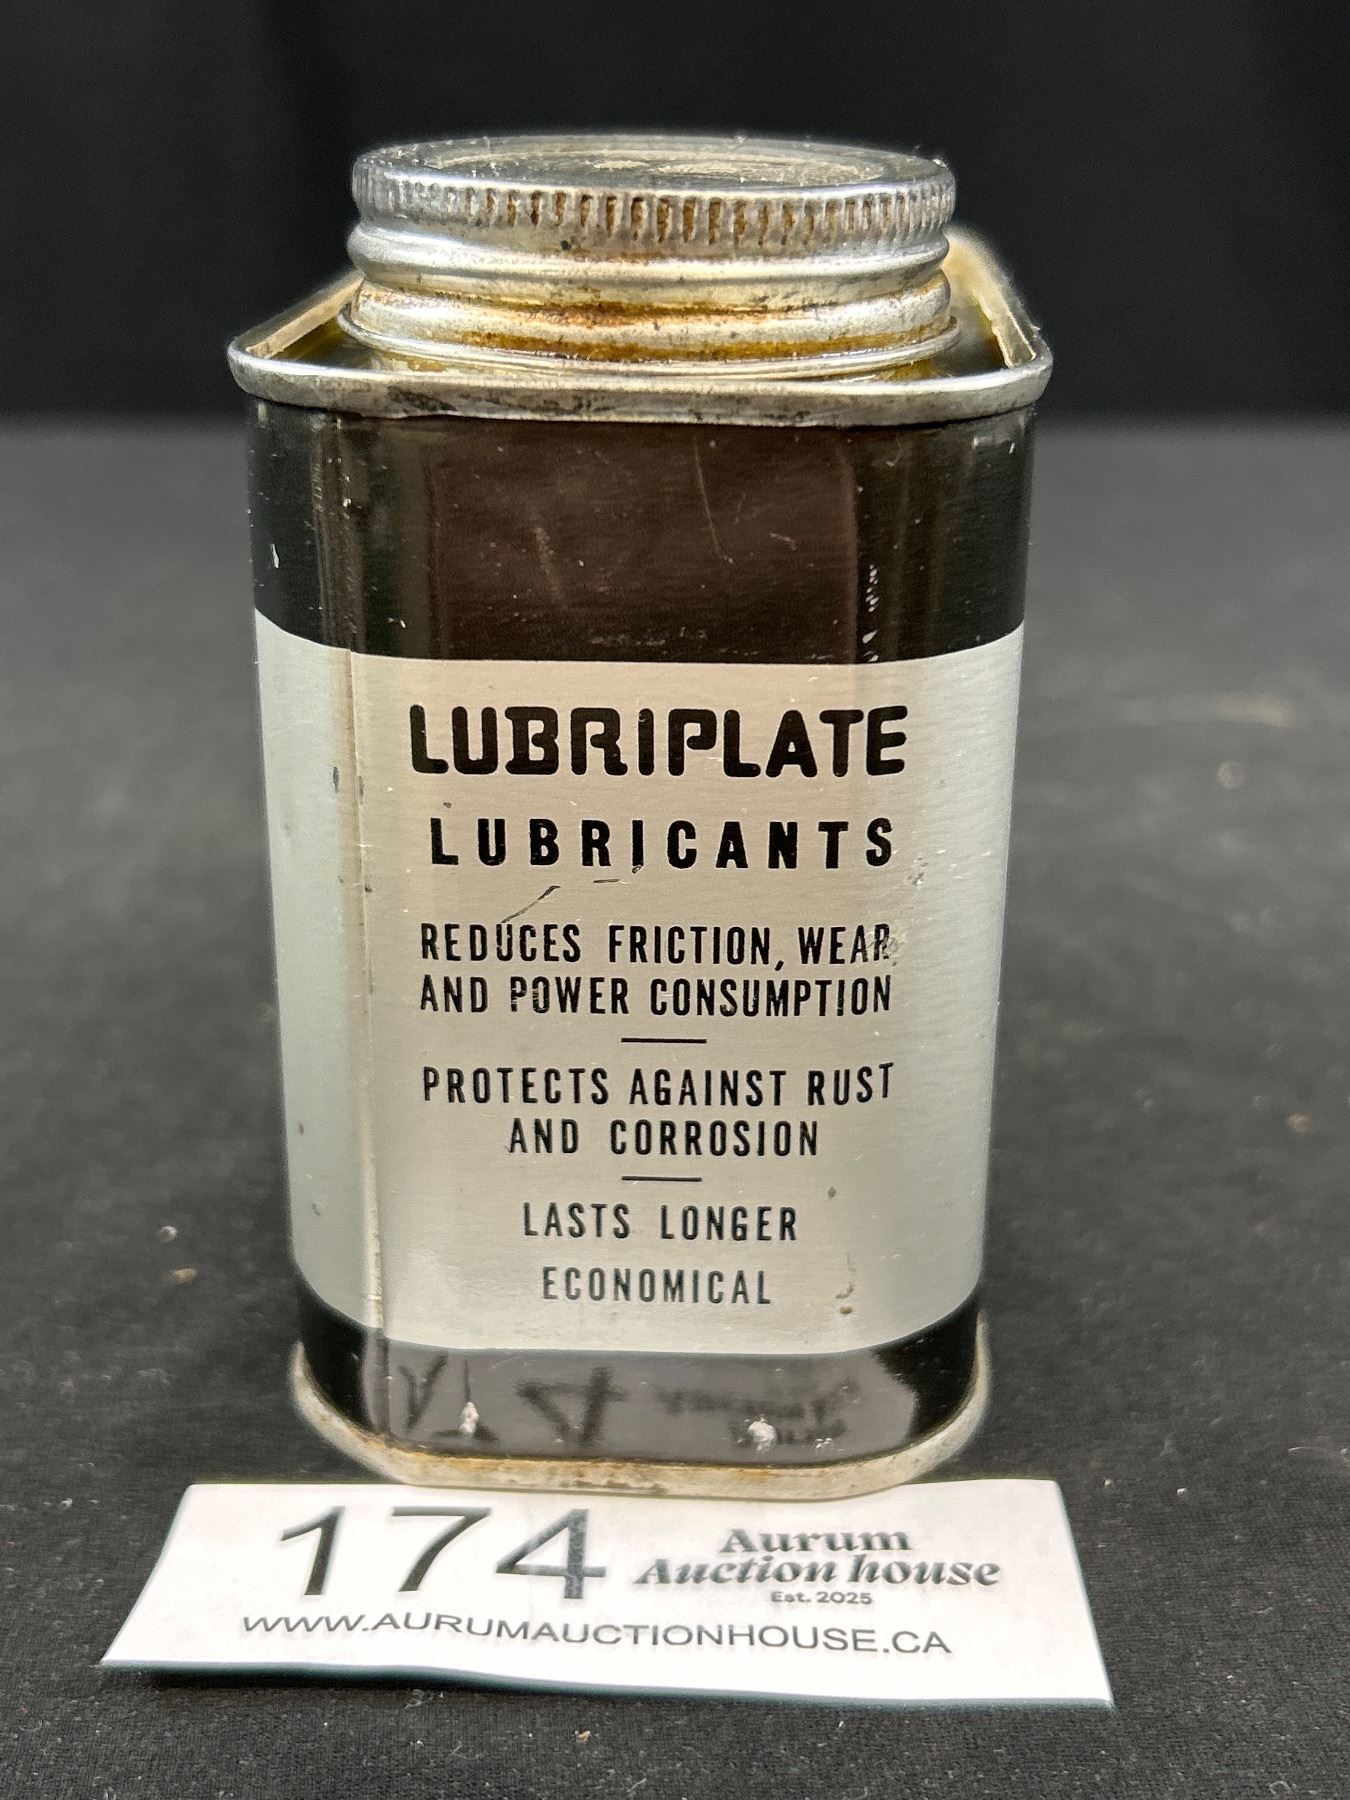 LUBRIPLATE
LUBRICANTS
REDUCES FRICTION, WEAR
AND POWER CONSUMPTION
PROTECTS AGAINST RUST
AND CORROSION
LASTS LONGER
ECONOMICAL
174
Aurum
Auction house
Est. 2025
WWW.AURUMAUCTIONHOUSE.CA